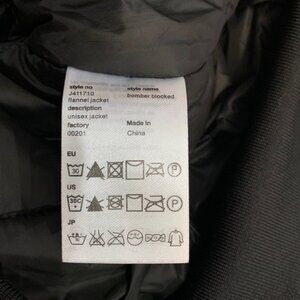 style no style name
J411710 bomber blocked
flannel jacket
description
unisex jacket
factory Made in
00201 China
EU
30 P
US
30C P
JP